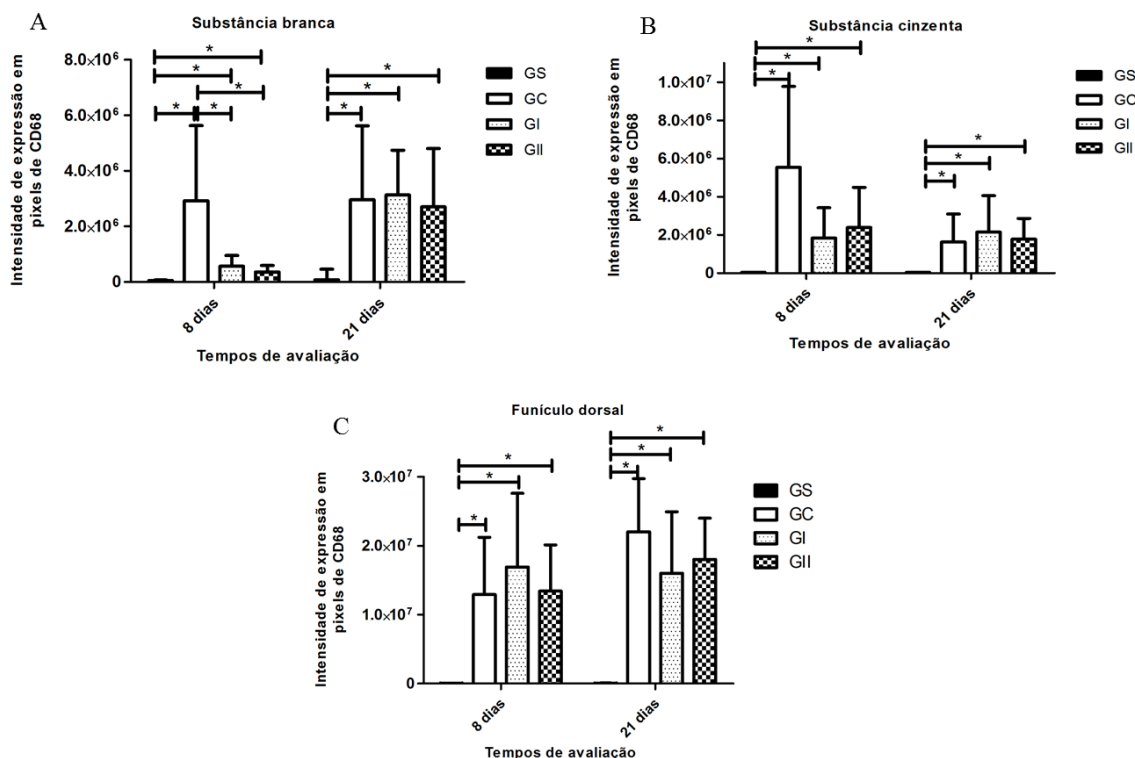 A
Substância branca
Intensidade de expressão em
pixels de CD68
8.0×10⁶
6.0×10⁶
4.0×10⁶
2.0×10⁶
0
*
*
*
*
*
*
*
*
8 dias
21 dias
Tempos de avaliação
GS
GC
GI
GII
B
Substância cinzenta
Intensidade de expressão em
pixels de CD68
1.0×10⁷
8.0×10⁶
6.0×10⁶
4.0×10⁶
2.0×10⁶
0
*
*
*
*
*
*
8 dias
21 dias
Tempos de avaliação
GS
GC
GI
GII
C
Funículo dorsal
Intensidade de expressão em
pixels de CD68
3.0×10⁷
2.0×10⁷
1.0×10⁷
0
*
*
*
*
*
*
8 dias
21 dias
Tempos de avaliação
GS
GC
GI
GII